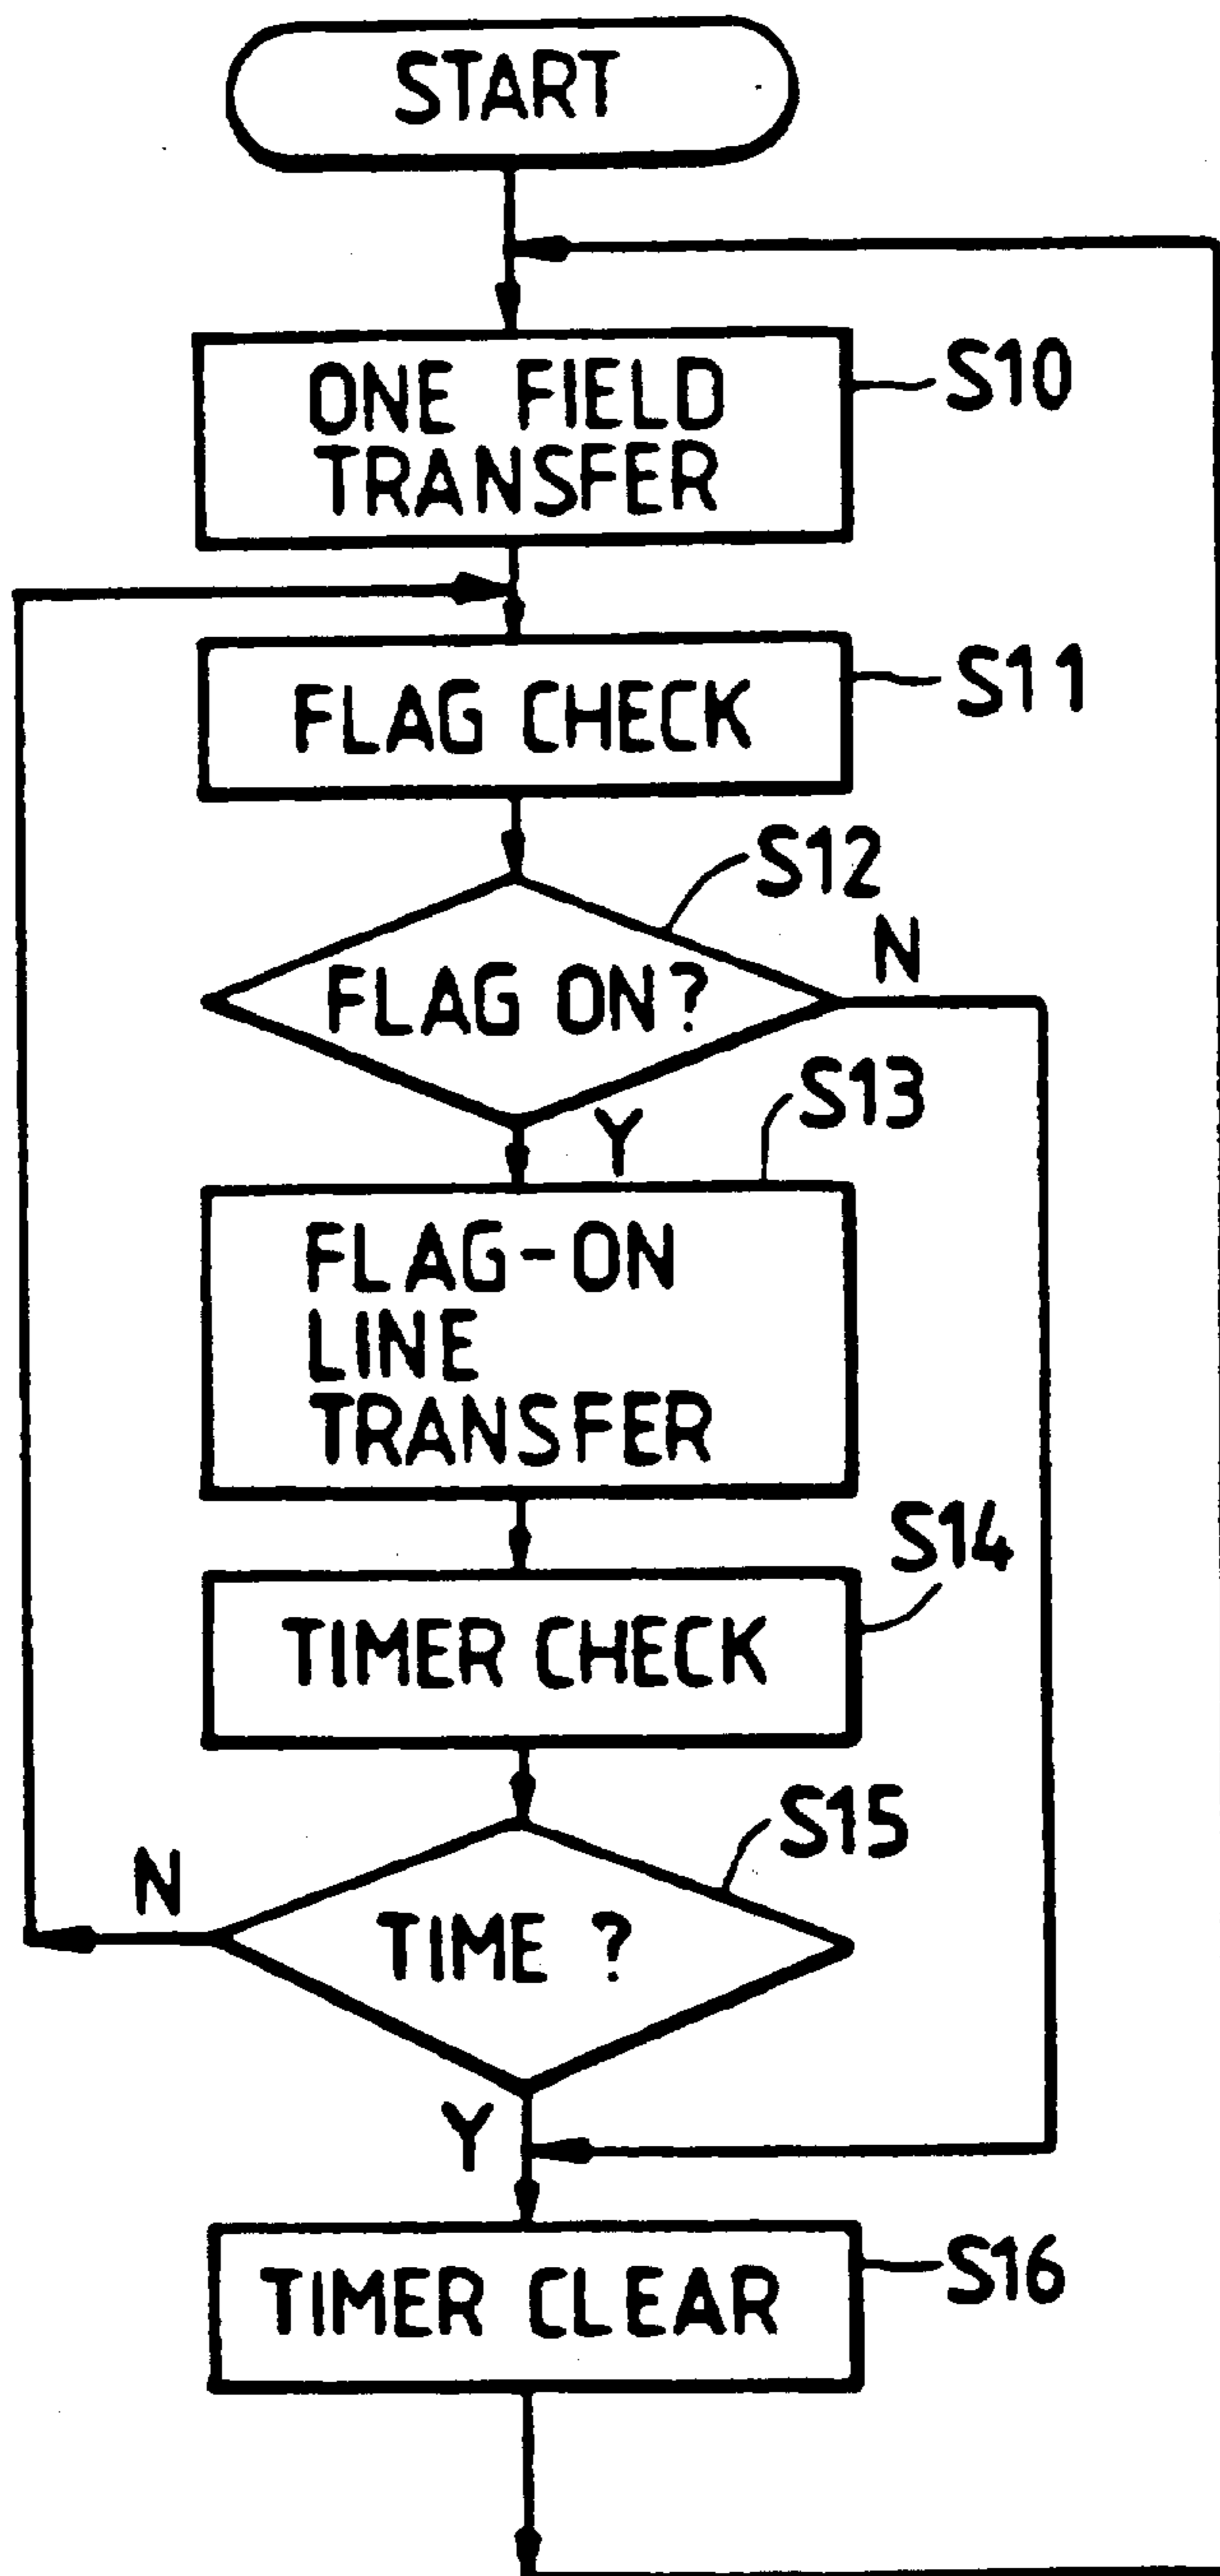 START
ONE FIELD
TRANSFER
S10
FLAG CHECK
S11
S12
FLAG ON?
N
Y
S13
FLAG-ON
LINE
TRANSFER
S14
TIMER CHECK
S15
N
TIME ?
Y
TIMER CLEAR
S16